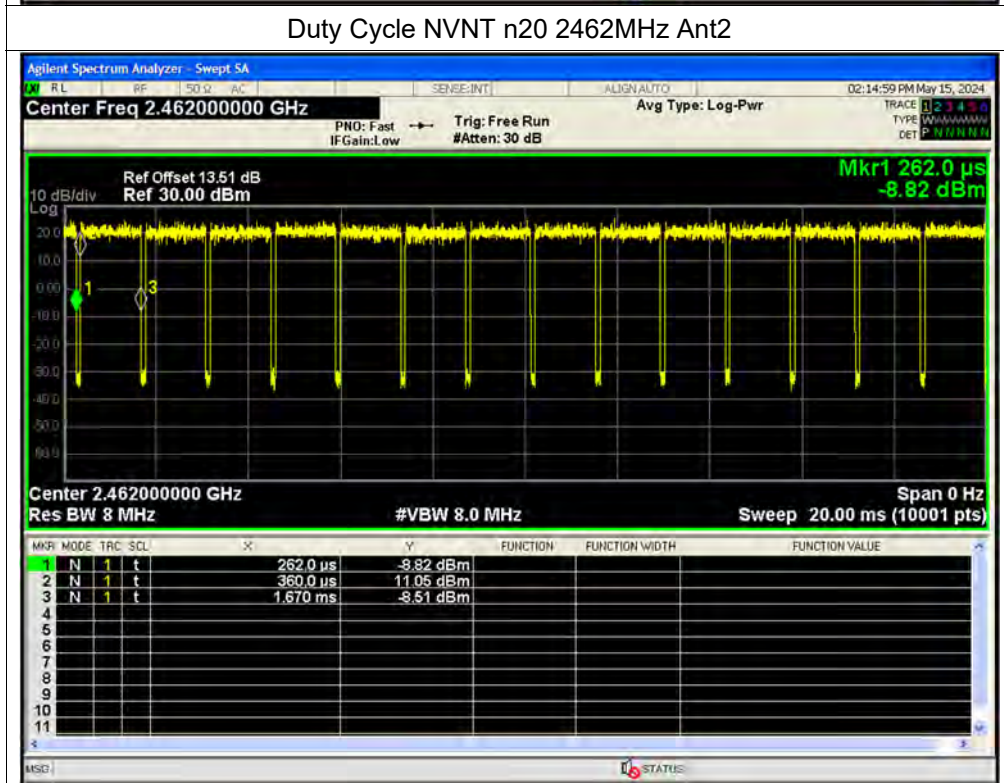 Duty Cycle NVNT n20 2462MHz Ant2
Agilent Spectrum Analyzer - Swept SA
RL RF 50 Ω AC SENSE:INT ALIGN AUTO 02:14:59 PM May 15, 2024
Center Freq 2.462000000 GHz Avg Type: Log-Pwr TRACE 1 2 3 4 5 6
PNO: Fast Trig: Free Run TYPE W
IFGain:Low #Atten: 30 dB DET P N N N N N
Mkr1 262.0 µs
Ref Offset 13.51 dB
10 dB/div Ref 30.00 dBm -8.82 dBm
Log
20.0
10.0
0.00 1 3
-10.0
-20.0
-30.0
-40.0
-50.0
-60.0
Center 2.462000000 GHz Span 0 Hz
Res BW 8 MHz #VBW 8.0 MHz Sweep 20.00 ms (10001 pts)
MKR MODE TRC SCL X Y FUNCTION FUNCTION WIDTH FUNCTION VALUE
1 N 1 t 262.0 µs -8.82 dBm
2 N 1 t 360.0 µs 11.05 dBm
3 N 1 t 1.670 ms -8.51 dBm
4
5
6
7
8
9
10
11
MSG STATUS